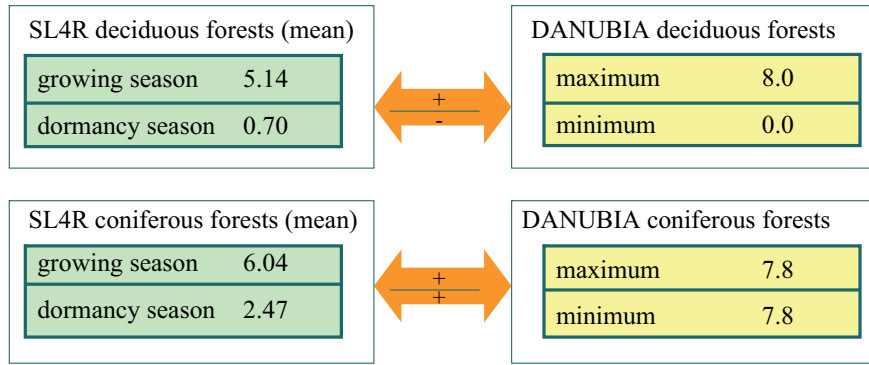 SL4R deciduous forests (mean)
growing season 5.14
dormancy season 0.70
+
-
DANUBIA deciduous forests
maximum 8.0
minimum 0.0
SL4R coniferous forests (mean)
growing season 6.04
dormancy season 2.47
+
+
DANUBIA coniferous forests
maximum 7.8
minimum 7.8